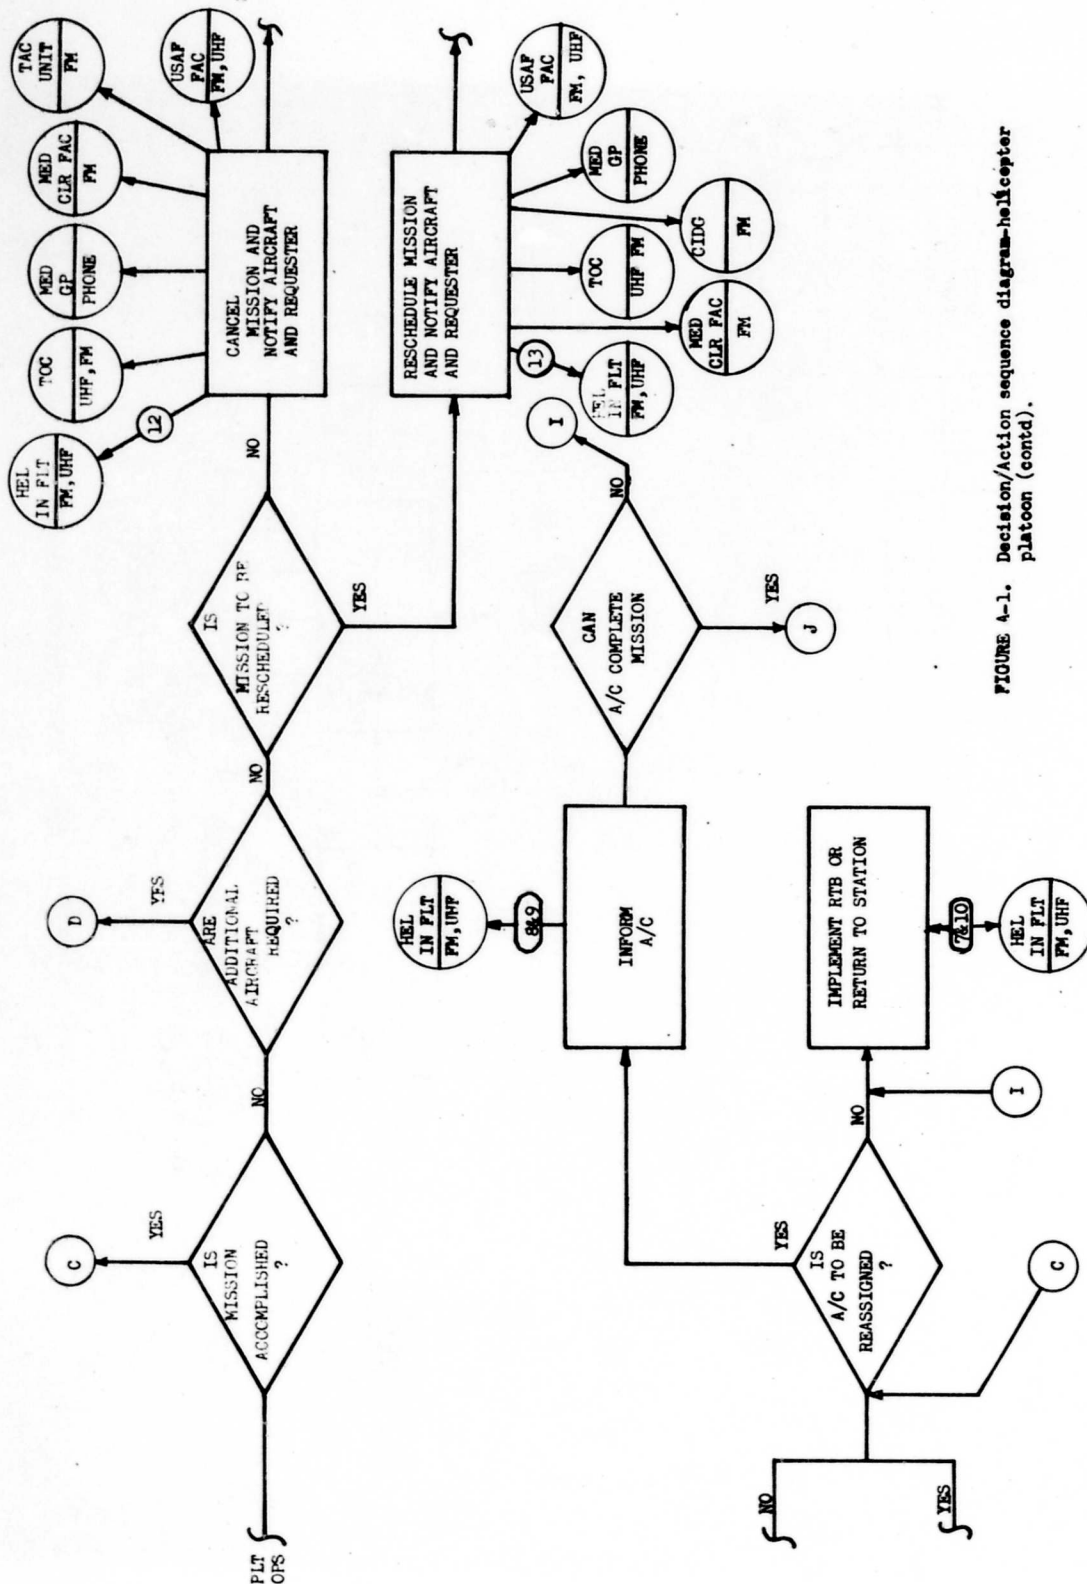 PLT
OPS
IS
MISSION
ACCOMPLISHED
?
YES
C
NO
ARE
ADDITIONAL
AIRCRAFT
REQUIRED
?
YES
D
NO
IS
MISSION TO BE
RESCHEDULED
?
NO
YES
CANCEL
MISSION AND
NOTIFY AIRCRAFT
AND REQUESTER
12
HEL
IN FLT
FM,UHF
TOC
UHF,FM
MED
GP
PHONE
MED
CLR FAC
FM
TAC
UNIT
FM
USAF
FAC
FM,UHF
RESCHEDULE MISSION
AND NOTIFY AIRCRAFT
AND REQUESTER
13
HEL
IN FLT
FM,UHF
MED
CLR FAC
FM
TOC
UHF FM
CIDG
FM
MED
GP
PHONE
USAF
FAC
FM, UHF
NO
YES
C
IS
A/C TO BE
REASSIGNED
?
YES
NO
I
INFORM
A/C
8&9
HEL
IN FLT
FM,UHF
CAN
A/C COMPLETE
MISSION
NO
I
YES
J
IMPLEMENT RTB OR
RETURN TO STATION
7&10
HEL
IN FLT
FM,UHF
FIGURE A-1. Decision/Action sequence diagram-helicopter
platoon (contd).